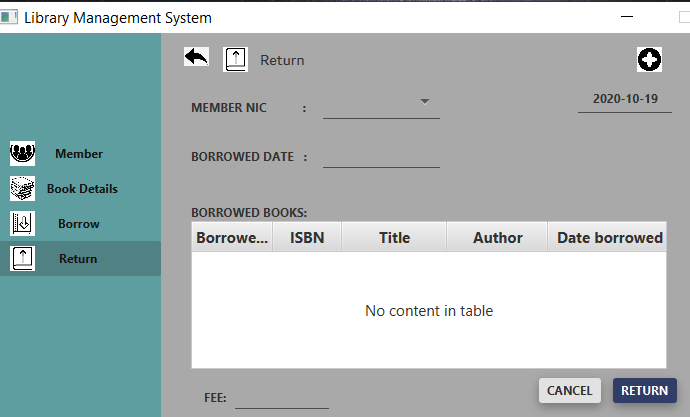 Library Management System
Return
2020-10-19
MEMBER NIC :
BORROWED DATE :
Member
Book Details
Borrow
Return
BORROWED BOOKS:
Borrowe... ISBN Title Author Date borrowed
No content in table
CANCEL RETURN
FEE: